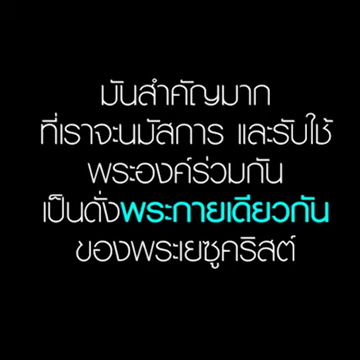 มันสำคัญมาก
ที่เราจะนมัสการ และรับใช้
พระองค์ร่วมกัน
เป็นดั่งพระกายเดียวกัน
ของพระเยซูคริสต์